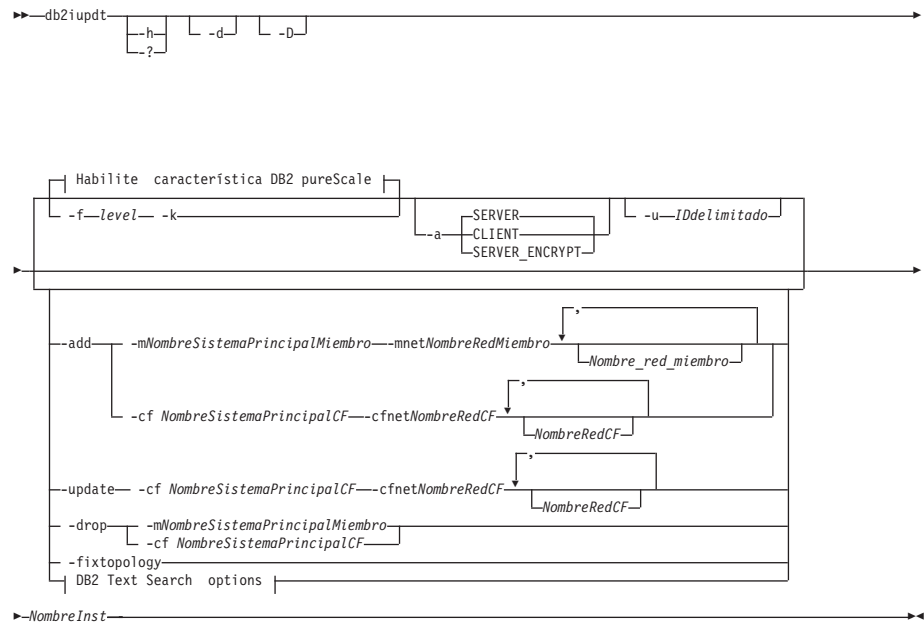 db2iupdt
-h
-?
-d
-D
Habilite característica DB2 pureScale
-f level -k
-a
SERVER
CLIENT
SERVER_ENCRYPT
-u IDdelimitado
-add
-mNombreSistemaPrincipalMiembro -mnetNombreRedMiembro
,
Nombre_red_miembro
-cf NombreSistemaPrincipalCF -cfnetNombreRedCF
,
NombreRedCF
-update -cf NombreSistemaPrincipalCF -cfnetNombreRedCF
,
NombreRedCF
-drop -mNombreSistemaPrincipalMiembro
-cf NombreSistemaPrincipalCF
-fixtopology
DB2 Text Search options
NombreInst